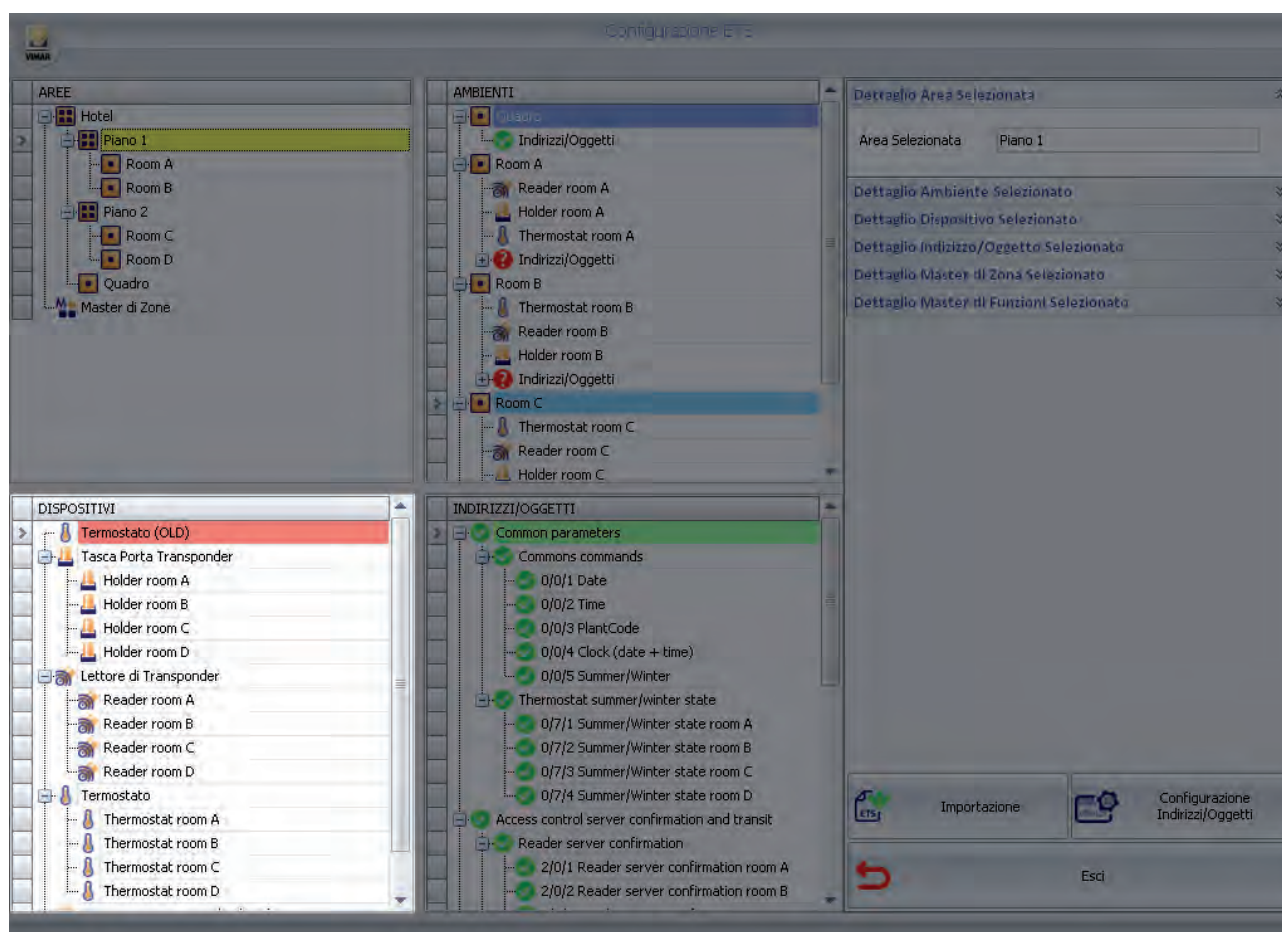 Configurazione ETS
VIMAR
AREE
Hotel
Piano 1
Room A
Room B
Piano 2
Room C
Room D
Quadro
Master di Zone
AMBIENTI
Quadro
Indirizzi/Oggetti
Room A
Reader room A
Holder room A
Thermostat room A
Indirizzi/Oggetti
Room B
Thermostat room B
Reader room B
Holder room B
Indirizzi/Oggetti
Room C
Thermostat room C
Reader room C
Holder room C
Dettaglio Area Selezionata
Area Selezionata Piano 1
Dettaglio Ambiente Selezionato
Dettaglio Dispositivo Selezionato
Dettaglio Indizizzo/Oggetto Selezionato
Dettaglio Master di Zona Selezionato
Dettaglio Master di Funzioni Selezionato
DISPOSITIVI
Termostato (OLD)
Tasca Porta Transponder
Holder room A
Holder room B
Holder room C
Holder room D
Lettore di Transponder
Reader room A
Reader room B
Reader room C
Reader room D
Termostato
Thermostat room A
Thermostat room B
Thermostat room C
Thermostat room D
INDIRIZZI/OGGETTI
Common parameters
Commons commands
0/0/1 Date
0/0/2 Time
0/0/3 PlantCode
0/0/4 Clock (date + time)
0/0/5 Summer/Winter
Thermostat summer/winter state
0/7/1 Summer/Winter state room A
0/7/2 Summer/Winter state room B
0/7/3 Summer/Winter state room C
0/7/4 Summer/Winter state room D
Access control server confirmation and transit
Reader server confirmation
2/0/1 Reader server confirmation room A
2/0/2 Reader server confirmation room B
ETS
Importazione
Configurazione
Indirizzi/Oggetti
Esci